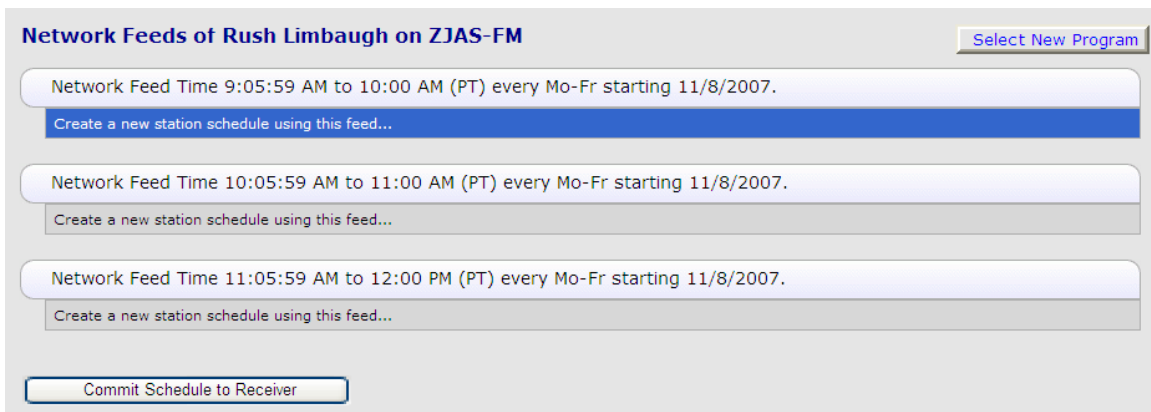 Network Feeds of Rush Limbaugh on ZJAS-FM
Select New Program
Network Feed Time 9:05:59 AM to 10:00 AM (PT) every Mo-Fr starting 11/8/2007.
Create a new station schedule using this feed...
Network Feed Time 10:05:59 AM to 11:00 AM (PT) every Mo-Fr starting 11/8/2007.
Create a new station schedule using this feed...
Network Feed Time 11:05:59 AM to 12:00 PM (PT) every Mo-Fr starting 11/8/2007.
Create a new station schedule using this feed...
Commit Schedule to Receiver